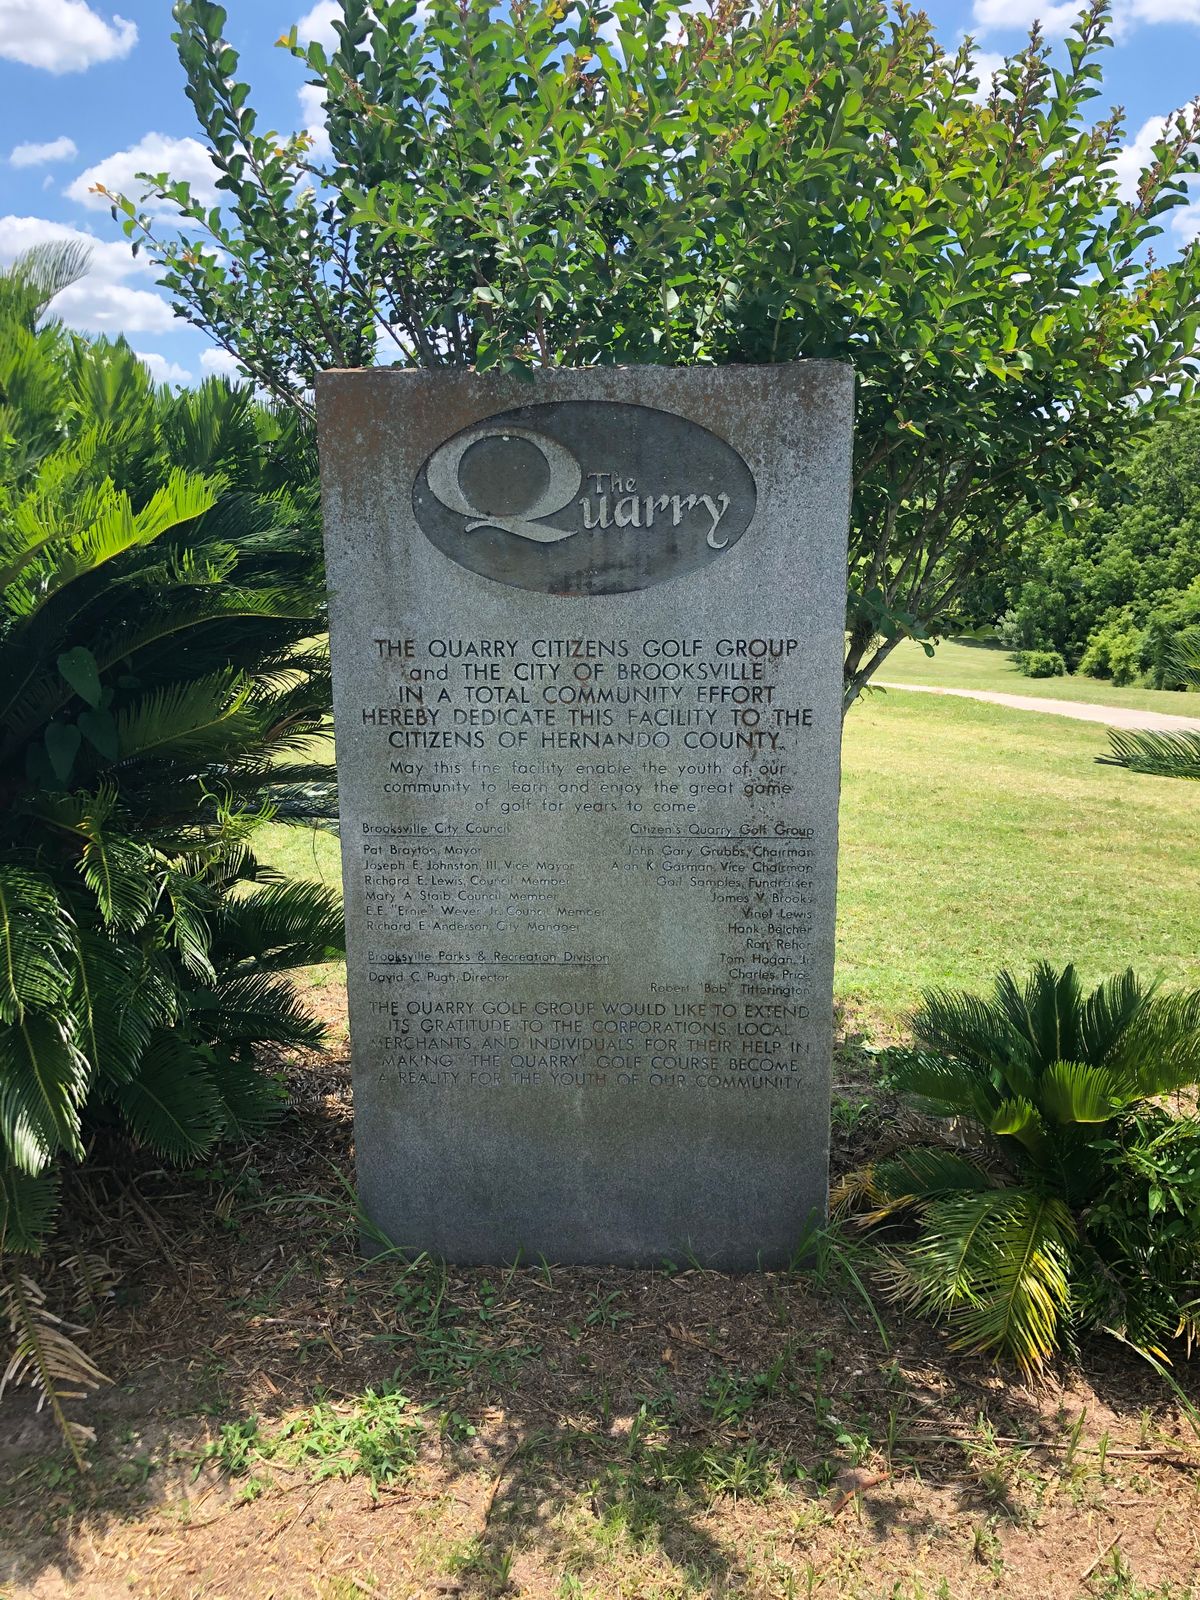 The
Quarry
THE QUARRY CITIZENS GOLF GROUP
and THE CITY OF BROOKSVILLE
IN A TOTAL COMMUNITY EFFORT
HEREBY DEDICATE THIS FACILITY TO THE
CITIZENS OF HERNANDO COUNTY.
May this fine facility enable the youth of our
community to learn and enjoy the great game
of golf for years to come.
Brooksville City Council
Pat Brayton, Mayor
Joseph E. Johnston, III, Vice Mayor
Richard E. Lewis, Council Member
Mary A. Staib, Council Member
E.E. "Ernie" Wever Jr. Council Member
Richard E. Anderson, City Manager
Brooksville Parks & Recreation Division
David C. Pugh, Director
Citizen's Quarry Golf Group
John Gary Grubbs, Chairman
Alan K. Garman, Vice Chairman
Gail Samples, Fundraiser
James V. Brooks
Vinel Lewis
Hank Belcher
Ron Rehor
Tom Hogan, Jr.
Charles Price
Robert "Bob" Titterington
THE QUARRY GOLF GROUP WOULD LIKE TO EXTEND
ITS GRATITUDE TO THE CORPORATIONS, LOCAL
MERCHANTS, AND INDIVIDUALS FOR THEIR HELP IN
MAKING "THE QUARRY" GOLF COURSE BECOME
A REALITY FOR THE YOUTH OF OUR COMMUNITY.